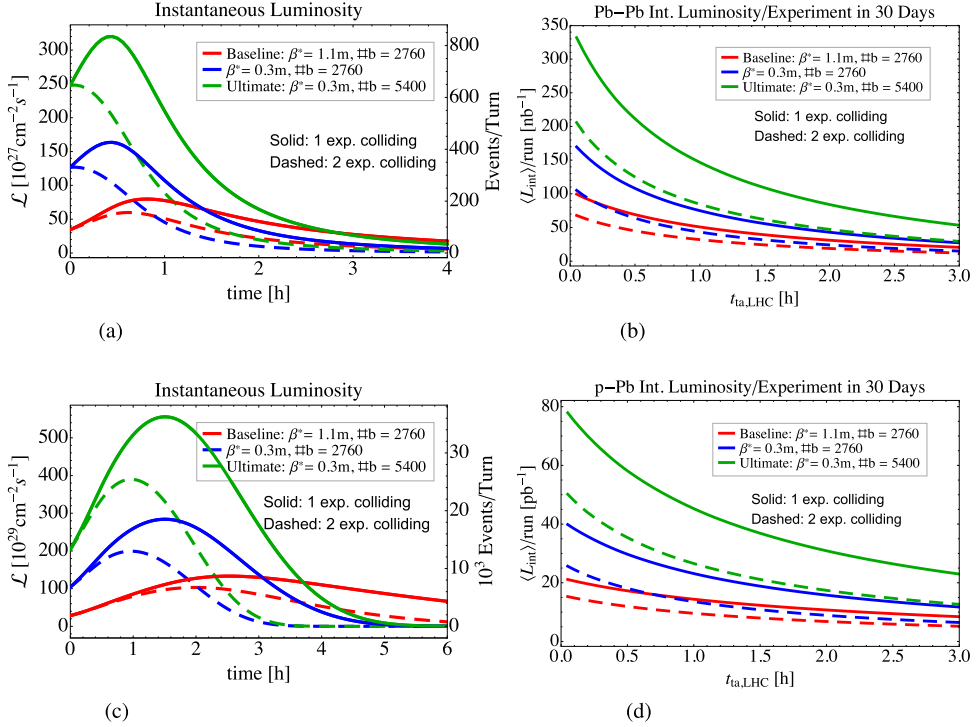 Instantaneous Luminosity
ℒ [10²⁷cm⁻²s⁻¹]
0
50
100
150
200
250
300
Baseline: β*= 1.1m, ⌗b = 2760
β*= 0.3m, ⌗b = 2760
Ultimate: β*= 0.3m, ⌗b = 5400
Solid: 1 exp. colliding
Dashed: 2 exp. colliding
0
200
400
600
800
Events/Turn
0
1
2
3
4
time [h]
(a)
Pb−Pb Int. Luminosity/Experiment in 30 Days
⟨L_int⟩/run [nb⁻¹]
0
50
100
150
200
250
300
350
Baseline: β*= 1.1m, ⌗b = 2760
β*= 0.3m, ⌗b = 2760
Ultimate: β*= 0.3m, ⌗b = 5400
Solid: 1 exp. colliding
Dashed: 2 exp. colliding
0.0
0.5
1.0
1.5
2.0
2.5
3.0
t_ta,LHC [h]
(b)
Instantaneous Luminosity
ℒ [10²⁹cm⁻²s⁻¹]
0
100
200
300
400
500
Baseline: β*= 1.1m, ⌗b = 2760
β*= 0.3m, ⌗b = 2760
Ultimate: β*= 0.3m, ⌗b = 5400
Solid: 1 exp. colliding
Dashed: 2 exp. colliding
0
10
20
30
10³ Events/Turn
0
1
2
3
4
5
6
time [h]
(c)
p−Pb Int. Luminosity/Experiment in 30 Days
⟨L_int⟩/run [pb⁻¹]
0
20
40
60
80
Baseline: β*= 1.1m, ⌗b = 2760
β*= 0.3m, ⌗b = 2760
Ultimate: β*= 0.3m, ⌗b = 5400
Solid: 1 exp. colliding
Dashed: 2 exp. colliding
0.0
0.5
1.0
1.5
2.0
2.5
3.0
t_ta,LHC [h]
(d)